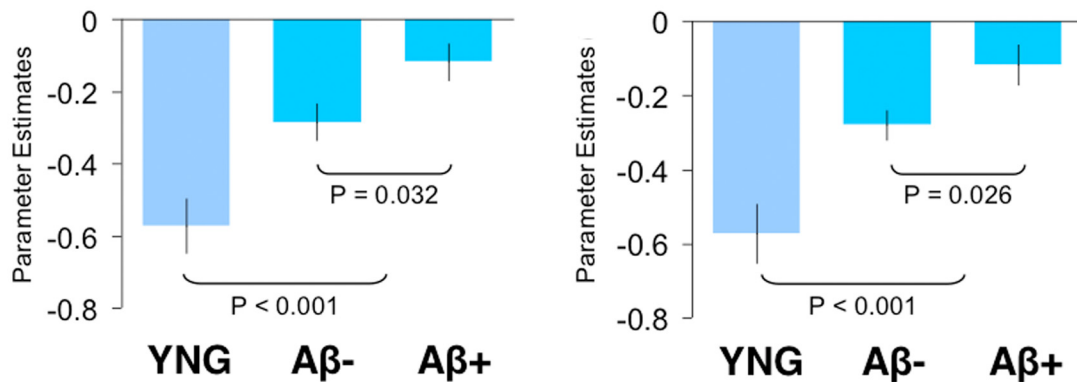 Parameter Estimates
0
-0.2
-0.4
-0.6
-0.8
P = 0.032
P < 0.001
YNG Aβ- Aβ+
Parameter Estimates
0
-0.2
-0.4
-0.6
-0.8
P = 0.026
P < 0.001
YNG Aβ- Aβ+